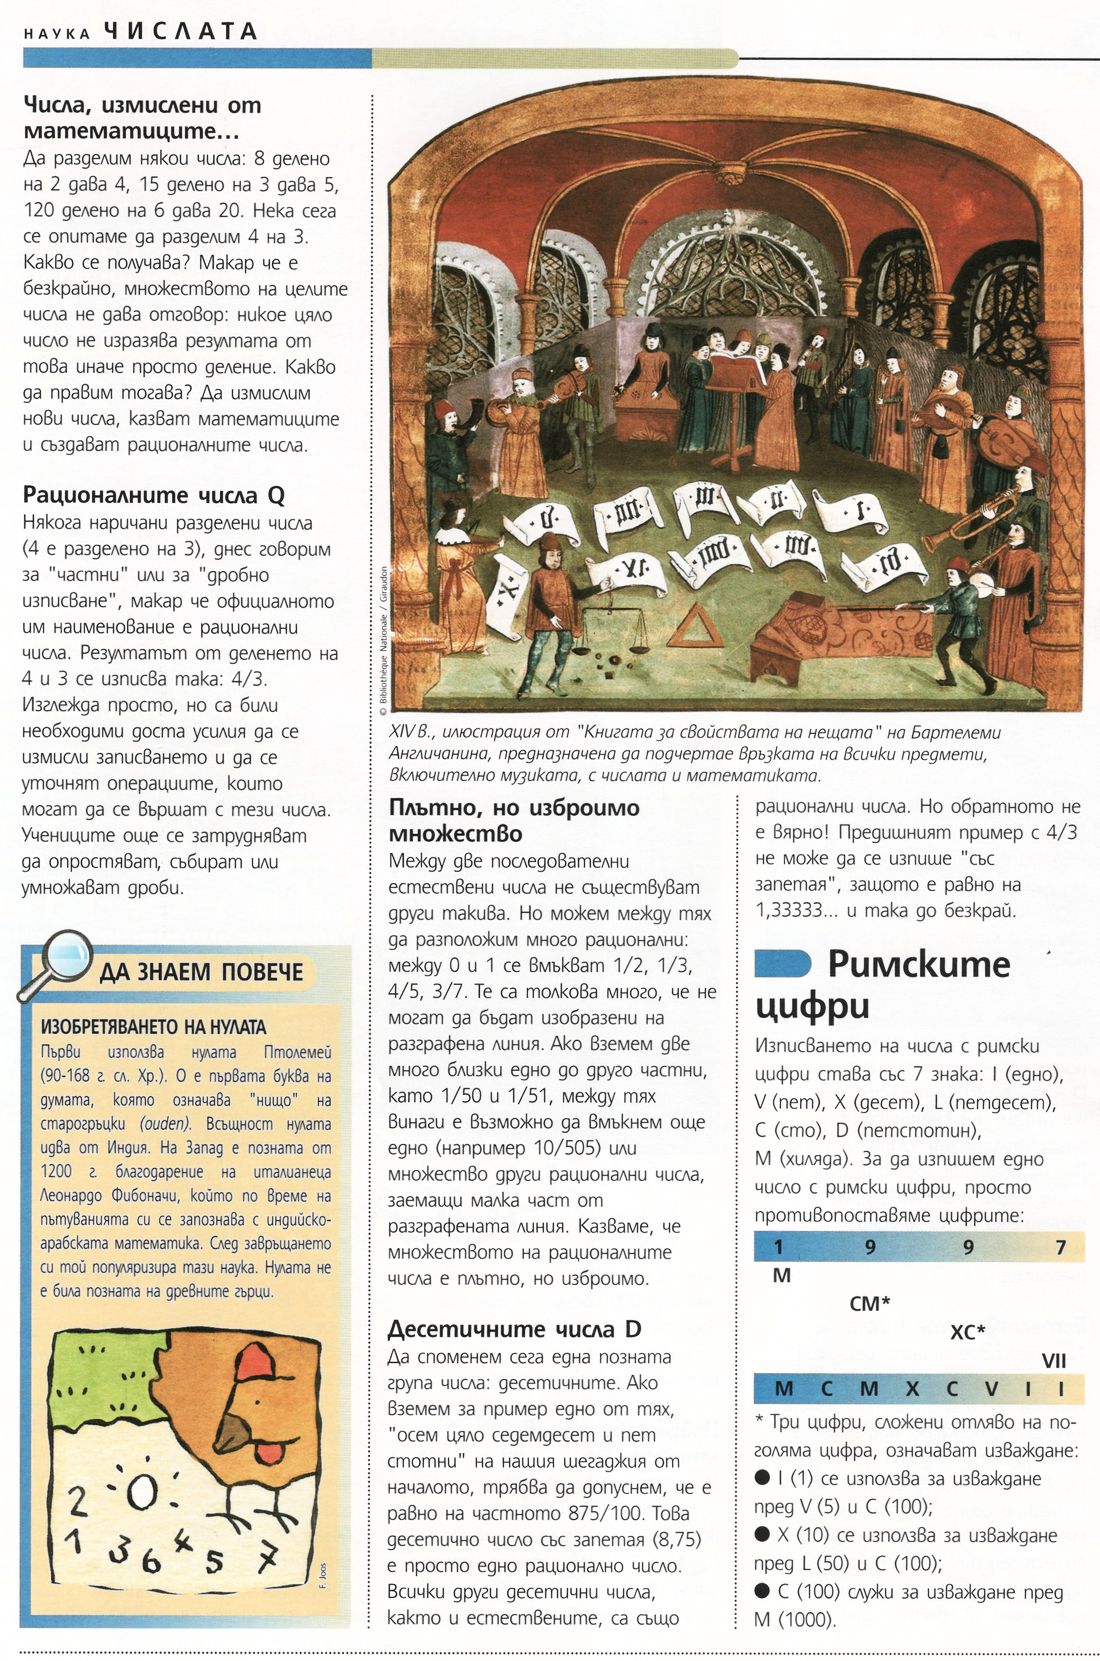 НАУКА ЧИСЛАТА
Числа, измислени от
математиците...
Да разделим някои числа: 8 делено
на 2 дава 4, 15 делено на 3 дава 5,
120 делено на 6 дава 20. Нека сега
се опитаме да разделим 4 на 3.
Какво се получава? Макар че е
безкрайно, множеството на целите
числа не дава отговор: никое цяло
число не изразява резултата от
това иначе просто деление. Какво
да правим тогава? Да измислим
нови числа, казват математиците
и създават рационалните числа.
Рационалните числа Q
Някога наричани разделени числа
(4 е разделено на 3), днес говорим
за "частни" или за "дробно
изписване", макар че официалното
им наименование е рационални
числа. Резултатът от деленето на
4 и 3 се изписва така: 4/3.
Изглежда просто, но са били
необходими доста усилия да се
измисли записването и да се
уточнят операциите, които
могат да се вършат с тези числа.
Учениците още се затрудняват
да опростяват, събират или
умножават дроби.
ДА ЗНАЕМ ПОВЕЧЕ
ИЗОБРЕТЯВАНЕТО НА НУЛАТА
Първи използва нулата Птолемей
(90-168 г. сл. Хр.). О е първата буква на
думата, която означава "нищо" на
старогръцки (ouden). Всъщност нулата
идва от Индия. На Запад е позната от
1200 г. благодарение на италианеца
Леонардо Фибоначи, който по време на
пътуванията си се запознава с индийско-
арабската математика. След завръщането
си той популяризира тази наука. Нулата не
е била позната на древните гърци.
2 0
1 3 6 4 5 7
F. Joos
© Bibliothèque Nationale / Giraudon
XIV в., илюстрация от "Книгата за свойствата на нещата" на Бартелеми
Англичанина, предназначена да подчертае връзката на всички предмети,
включително музиката, с числата и математиката.
Плътно, но изброимо
множество
Между две последователни
естествени числа не съществуват
други такива. Но можем между тях
да разположим много рационални:
между 0 и 1 се вмъкват 1/2, 1/3,
4/5, 3/7. Те са толкова много, че не
могат да бъдат изобразени на
разграфена линия. Ако вземем две
много близки едно до друго частни,
като 1/50 и 1/51, между тях
винаги е възможно да вмъкнем още
едно (например 10/505) или
множество други рационални числа,
заемащи малка част от
разграфената линия. Казваме, че
множеството на рационалните
числа е плътно, но изброимо.
Десетичните числа D
Да споменем сега една позната
група числа: десетичните. Ако
вземем за пример едно от тях,
"осем цяло седемдесет и пет
стотни" на нашия шегаджия от
началото, трябва да допуснем, че е
равно на частното 875/100. Това
десетично число със запетая (8,75)
е просто едно рационално число.
Всички други десетични числа,
както и естествените, са също
рационални числа. Но обратното не
е вярно! Предишният пример с 4/3
не може да се изпише "със
запетая", защото е равно на
1,33333... и така до безкрай.
Римските
цифри
Изписването на числа с римски
цифри става със 7 знака: I (едно),
V (пет), X (десет), L (петдесет),
C (сто), D (петстотин),
M (хиляда). За да изпишем едно
число с римски цифри, просто
противопоставяме цифрите:
1 9 9 7
M
CM*
XC*
VII
M C M X C V I I
* Три цифри, сложени отляво на по-
голяма цифра, означават изваждане:
● I (1) се използва за изваждане
пред V (5) и C (100);
● X (10) се използва за изваждане
пред L (50) и C (100);
● C (100) служи за изваждане пред
M (1000).